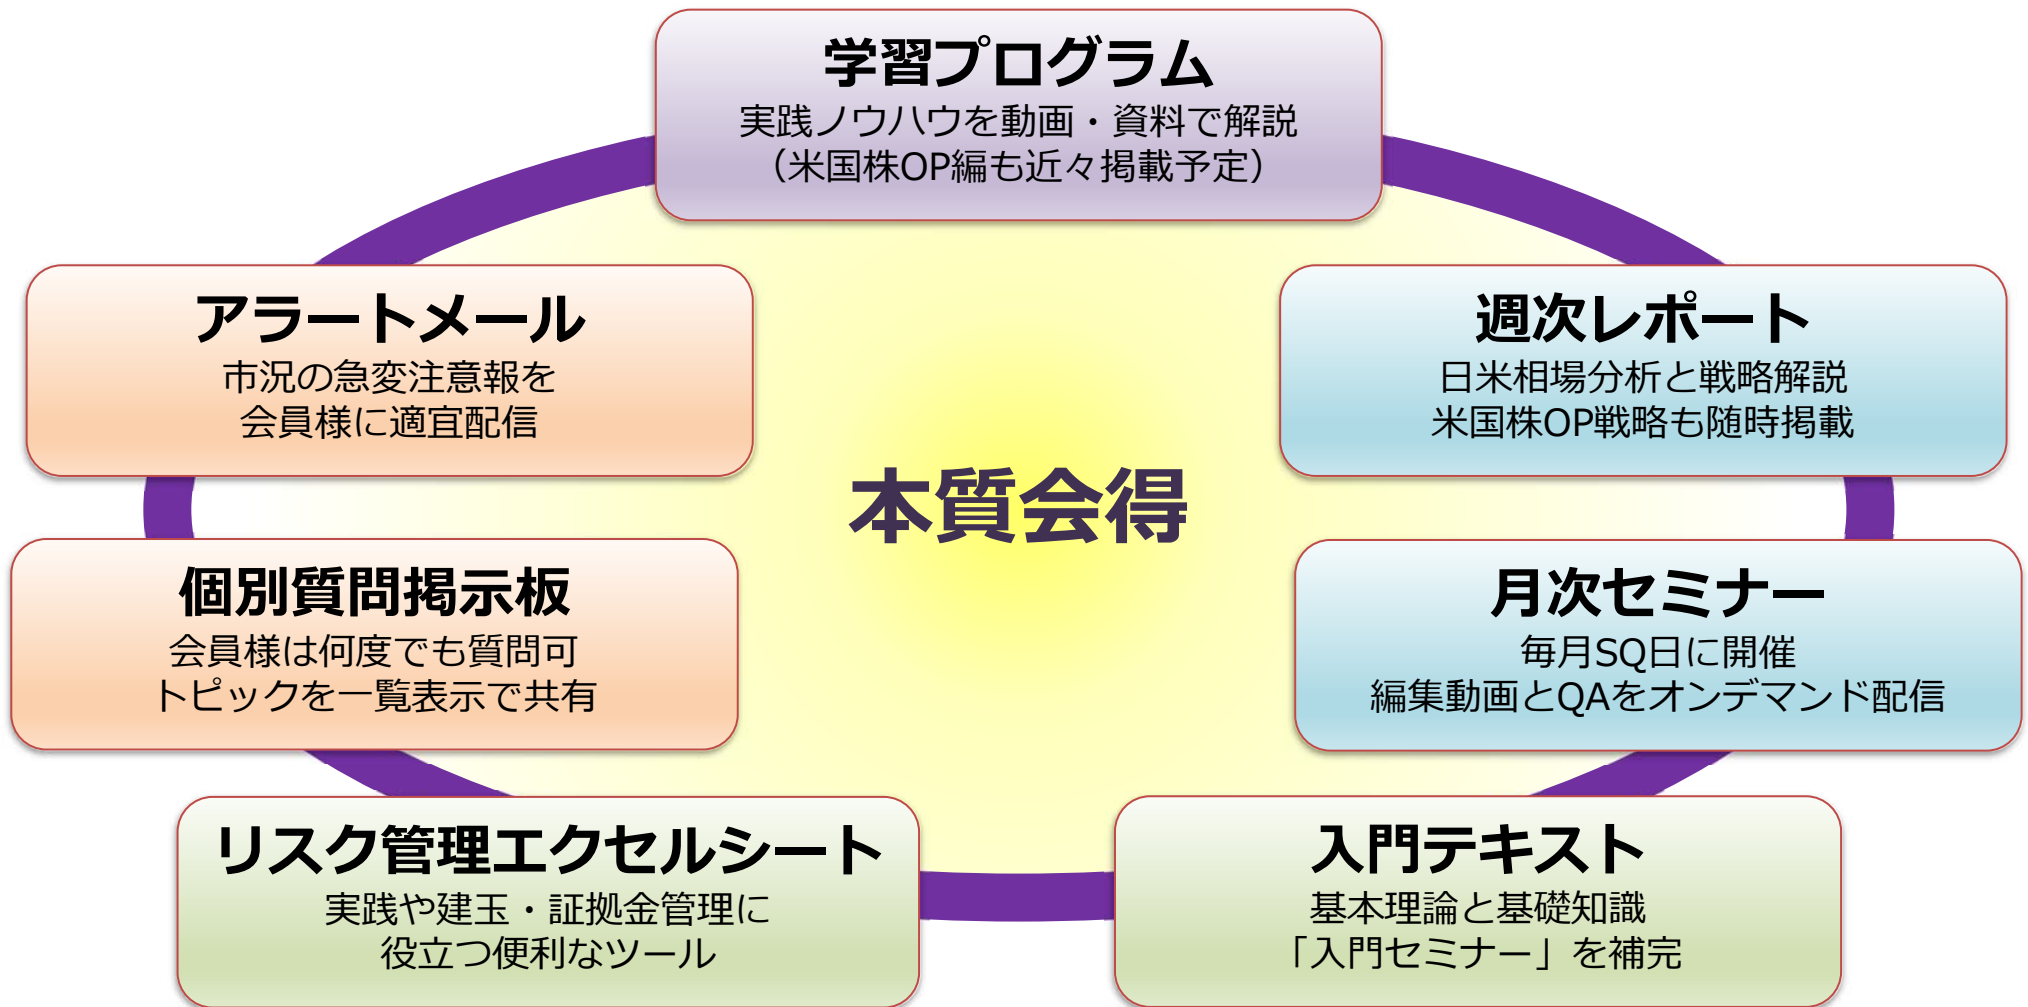 学習プログラム
実践ノウハウを動画・資料で解説
（米国株OP編も近々掲載予定）
アラートメール
市況の急変注意報を
会員様に適宜配信
週次レポート
日米相場分析と戦略解説
米国株OP戦略も随時掲載
本質会得
個別質問掲示板
会員様は何度でも質問可
トピックを一覧表示で共有
月次セミナー
毎月SQ日に開催
編集動画とQAをオンデマンド配信
リスク管理エクセルシート
実践や建玉・証拠金管理に
役立つ便利なツール
入門テキスト
基本理論と基礎知識
「入門セミナー」を補完